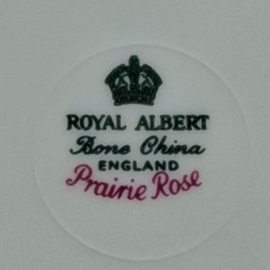 ROYAL ALBERT
Bone China
ENGLAND
Prairie Rose